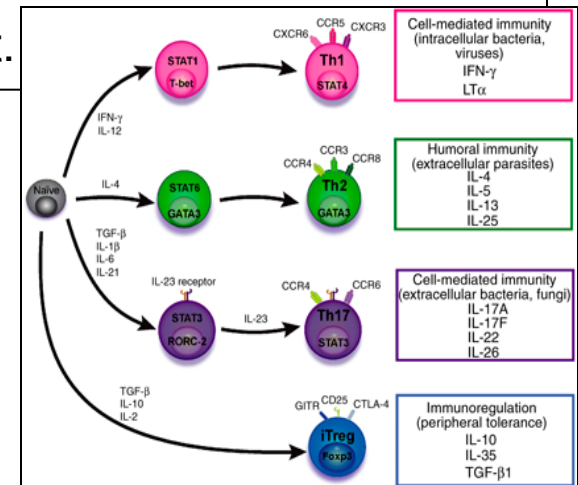 t.
CXCR6
CCR5
CXCR3
STAT1
T-bet
Th1
STAT4
Cell-mediated immunity
(intracellular bacteria,
viruses)
IFN-γ
LTα
IFN-γ
IL-12
Naive
IL-4
STAT6
GATA3
CCR4
CCR3
CCR8
Th2
GATA3
Humoral immunity
(extracellular parasites)
IL-4
IL-5
IL-13
IL-25
TGF-β
IL-1β
IL-6
IL-21
IL-23 receptor
STAT3
RORC-2
IL-23
CCR4
CCR6
Th17
STAT3
Cell-mediated immunity
(extracellular bacteria, fungi)
IL-17A
IL-17F
IL-22
IL-26
TGF-β
IL-10
IL-2
GITR
CD25
CTLA-4
iTreg
Foxp3
Immunoregulation
(peripheral tolerance)
IL-10
IL-35
TGF-β1